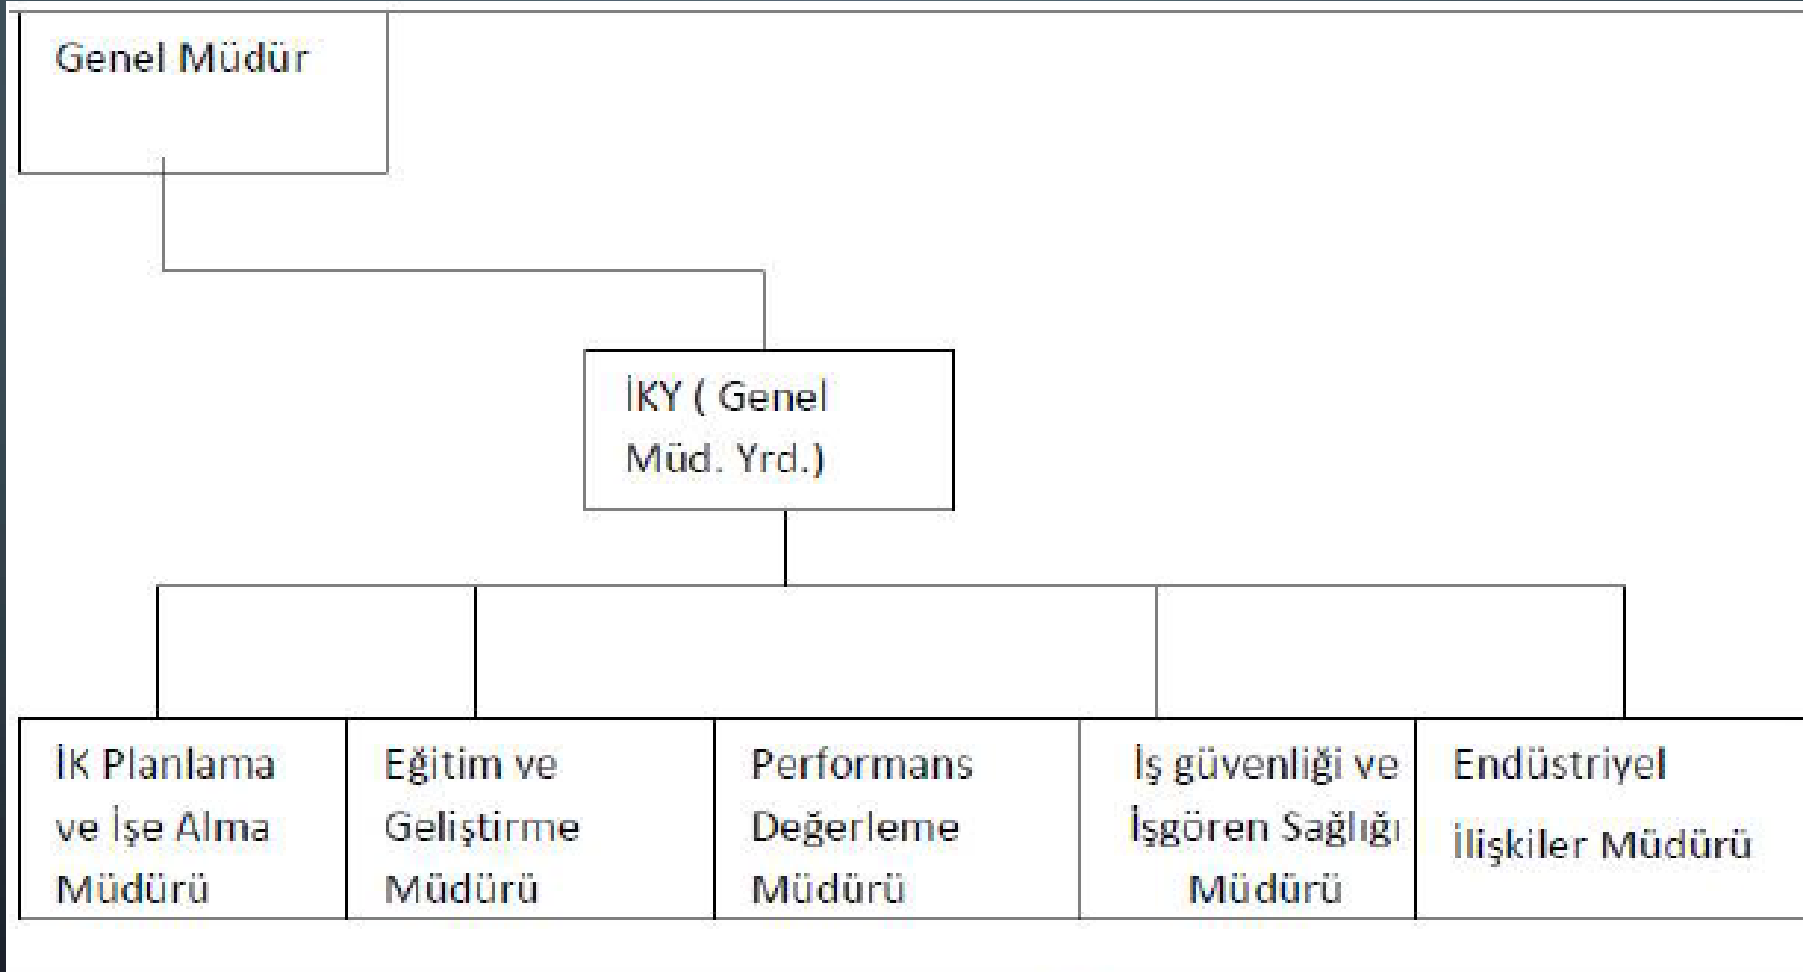 Genel Müdür
İKY ( Genel
Müd. Yrd.)
İK Planlama
ve İşe Alma
Müdürü
Eğitim ve
Geliştirme
Müdürü
Performans
Değerleme
Müdürü
İş güvenliği ve
İşgören Sağlığı
Müdürü
Endüstriyel
İlişkiler Müdürü